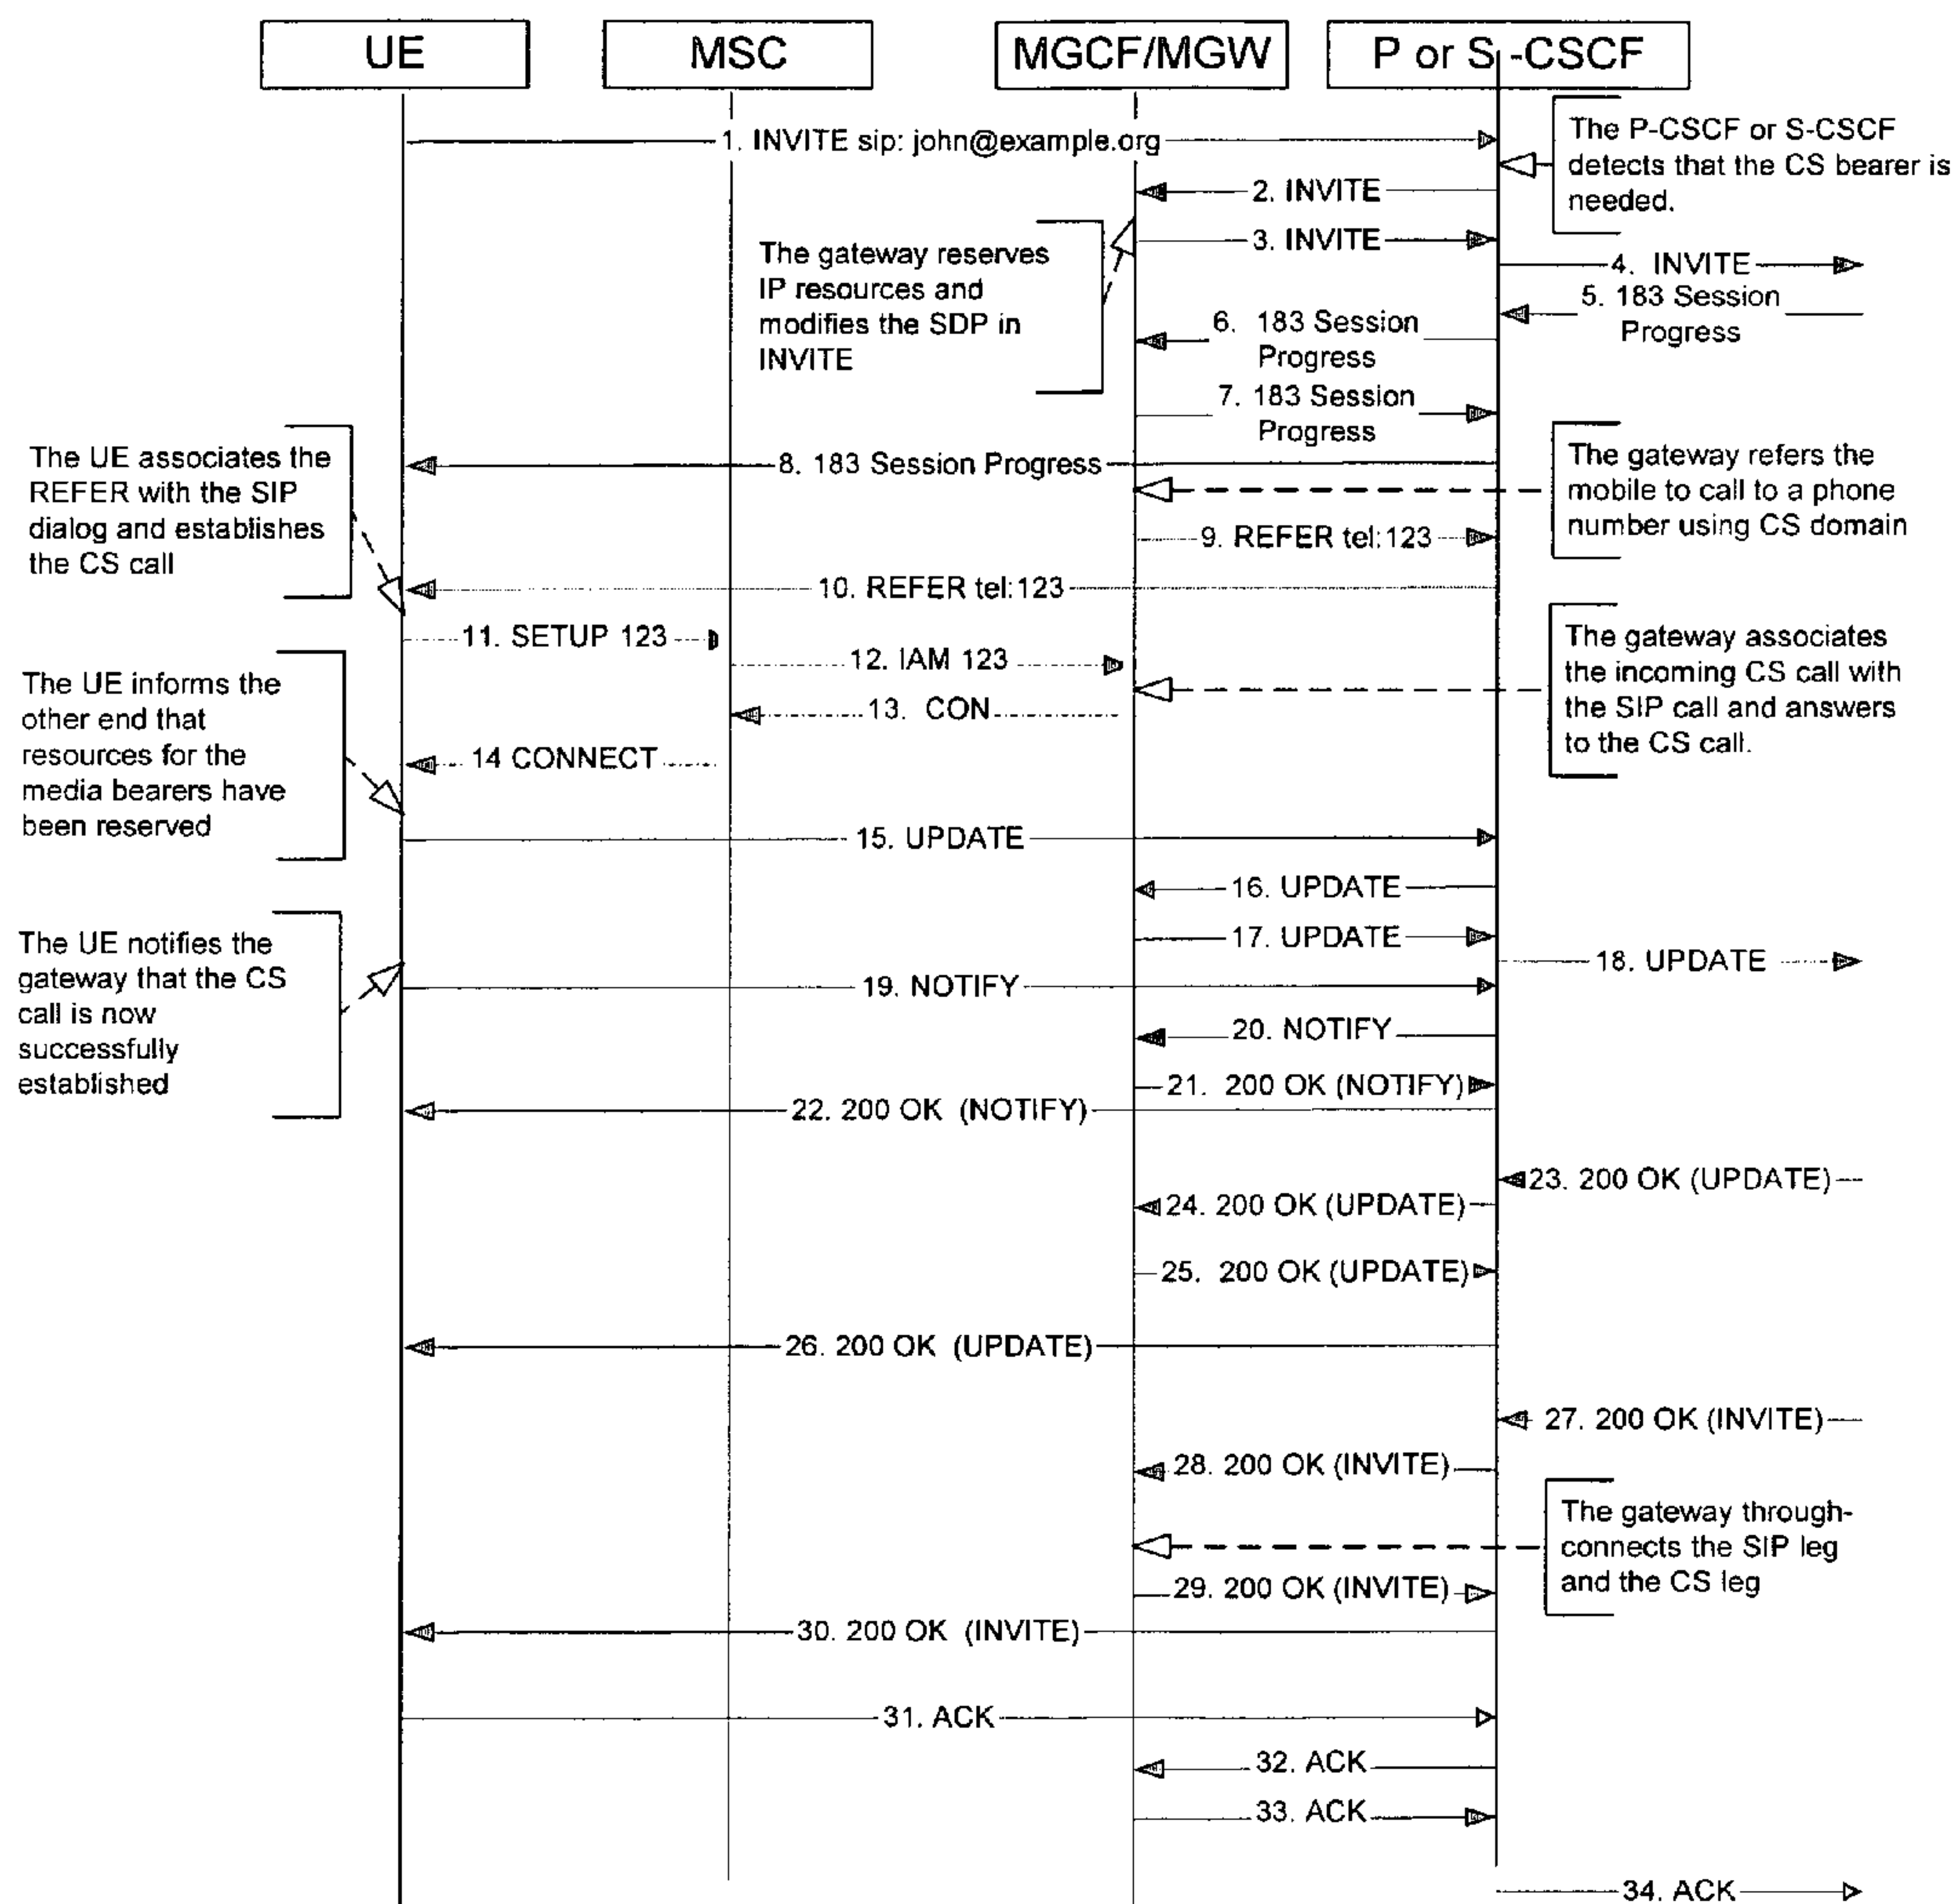 UE
MSC
MGCF/MGW
P or S -CSCF
1. INVITE sip: john@example.org
The P-CSCF or S-CSCF
detects that the CS bearer is
needed.
2. INVITE
3. INVITE
The gateway reserves
IP resources and
modifies the SDP in
INVITE
4. INVITE
5. 183 Session
Progress
6. 183 Session
Progress
7. 183 Session
Progress
The UE associates the
REFER with the SIP
dialog and establishes
the CS call
8. 183 Session Progress
The gateway refers the
mobile to call to a phone
number using CS domain
9. REFER tel:123
10. REFER tel:123
11. SETUP 123
12. IAM 123
The gateway associates
the incoming CS call with
the SIP call and answers
to the CS call.
13. CON
14 CONNECT
The UE informs the
other end that
resources for the
media bearers have
been reserved
15. UPDATE
16. UPDATE
17. UPDATE
18. UPDATE
The UE notifies the
gateway that the CS
call is now
successfully
established
19. NOTIFY
20. NOTIFY
21. 200 OK (NOTIFY)
22. 200 OK (NOTIFY)
23. 200 OK (UPDATE)
24. 200 OK (UPDATE)
25. 200 OK (UPDATE)
26. 200 OK (UPDATE)
27. 200 OK (INVITE)
28. 200 OK (INVITE)
The gateway through-
connects the SIP leg
and the CS leg
29. 200 OK (INVITE)
30. 200 OK (INVITE)
31. ACK
32. ACK
33. ACK
34. ACK